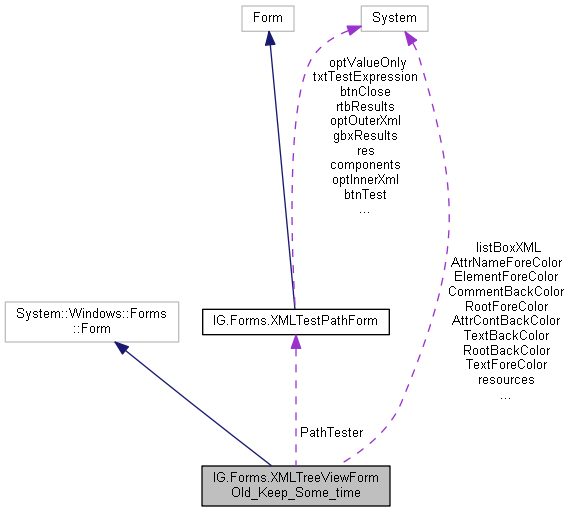 Form
System
optValueOnly
txtTestExpression
btnClose
rtbResults
optOuterXml
gbxResults
res
components
optInnerXml
btnTest
...
listBoxXML
AttrNameForeColor
ElementForeColor
CommentBackColor
RootForeColor
AttrContBackColor
TextBackColor
RootBackColor
TextForeColor
resources
...
System::Windows::Forms
::Form
IG.Forms.XMLTestPathForm
PathTester
IG.Forms.XMLTreeViewForm
Old_Keep_Some_time